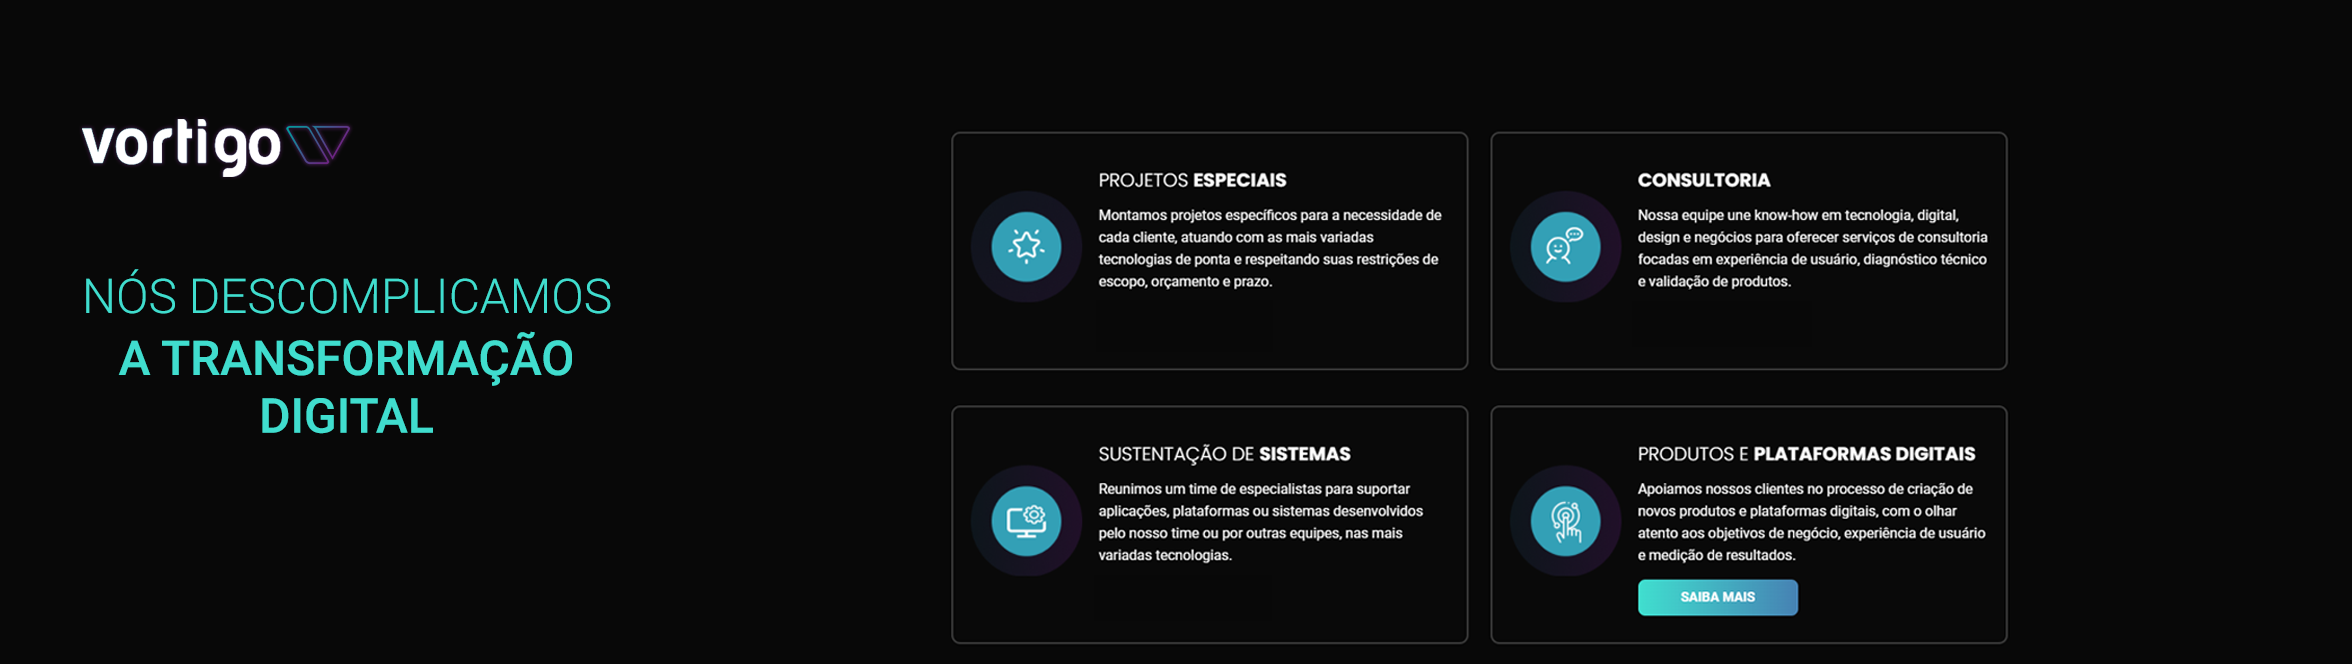 vortigo
NÓS DESCOMPLICAMOS
A TRANSFORMAÇÃO
DIGITAL
PROJETOS ESPECIAIS
Montamos projetos específicos para a necessidade de
cada cliente, atuando com as mais variadas
tecnologias de ponta e respeitando suas restrições de
escopo, orçamento e prazo.
CONSULTORIA
Nossa equipe une know-how em tecnologia, digital,
design e negócios para oferecer serviços de consultoria
focadas em experiência de usuário, diagnóstico técnico
e validação de produtos.
SUSTENTAÇÃO DE SISTEMAS
Reunimos um time de especialistas para suportar
aplicações, plataformas ou sistemas desenvolvidos
pelo nosso time ou por outras equipes, nas mais
variadas tecnologias.
PRODUTOS E PLATAFORMAS DIGITAIS
Apoiamos nossos clientes no processo de criação de
novos produtos e plataformas digitais, com o olhar
atento aos objetivos de negócio, experiência de usuário
e medição de resultados.
SAIBA MAIS